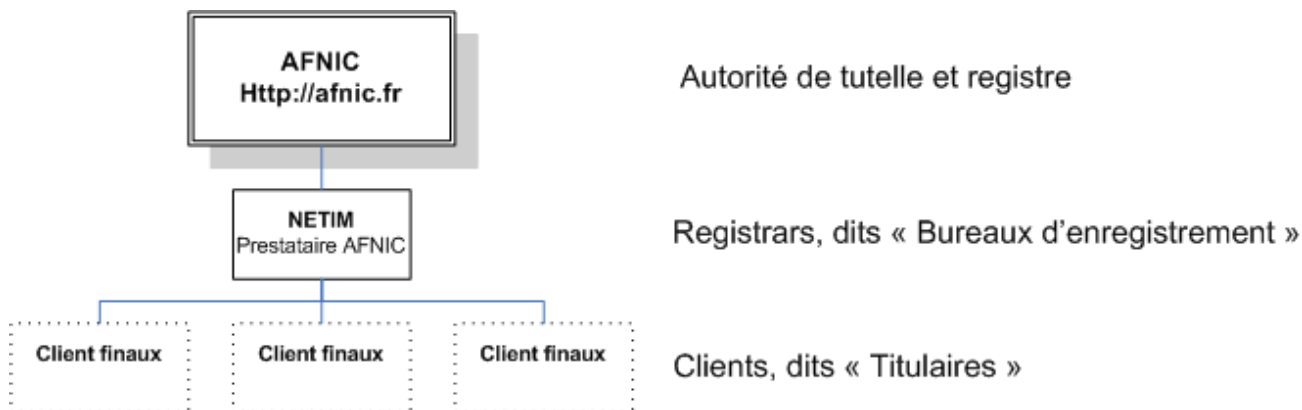 AFNIC
Http://afnic.fr
Autorité de tutelle et registre
NETIM
Prestataire AFNIC
Registrars, dits « Bureaux d'enregistrement »
Client finaux
Client finaux
Client finaux
Clients, dits « Titulaires »